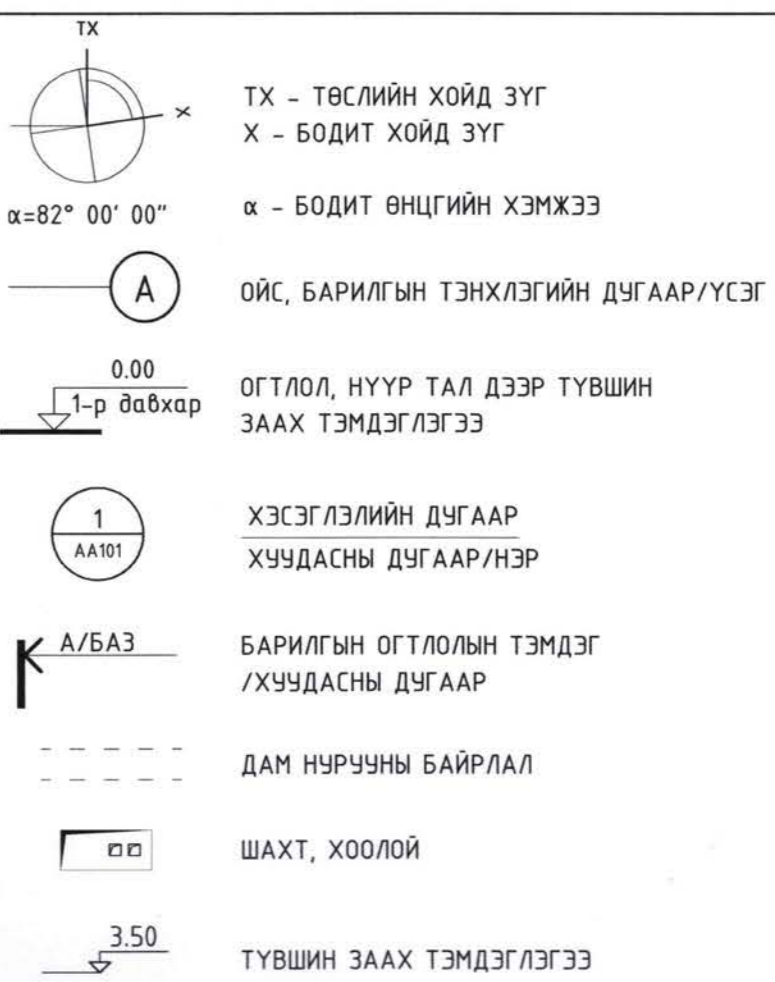 ТХ
Х
ТХ - ТӨСЛИЙН ХОЙД ЗҮГ
Х - БОДИТ ХОЙД ЗҮГ
α=82° 00' 00"
α - БОДИТ ӨНЦГИЙН ХЭМЖЭЭ
А
ОЙС, БАРИЛГЫН ТЭНХЛЭГИЙН ДУГААР/ҮСЭГ
0.00
1-р давхар
ОГТЛОЛ, НҮҮР ТАЛ ДЭЭР ТҮВШИН
ЗААХ ТЭМДЭГЛЭГЭЭ
1
АА101
ХЭСЭГЛЭЛИЙН ДУГААР
ХУУДАСНЫ ДУГААР/НЭР
А/БАЗ
БАРИЛГЫН ОГТЛОЛЫН ТЭМДЭГ
/ХУУДАСНЫ ДУГААР
ДАМ НУРУУНЫ БАЙРЛАЛ
ШАХТ, ХООЛОЙ
3.50
ТҮВШИН ЗААХ ТЭМДЭГЛЭГЭЭ